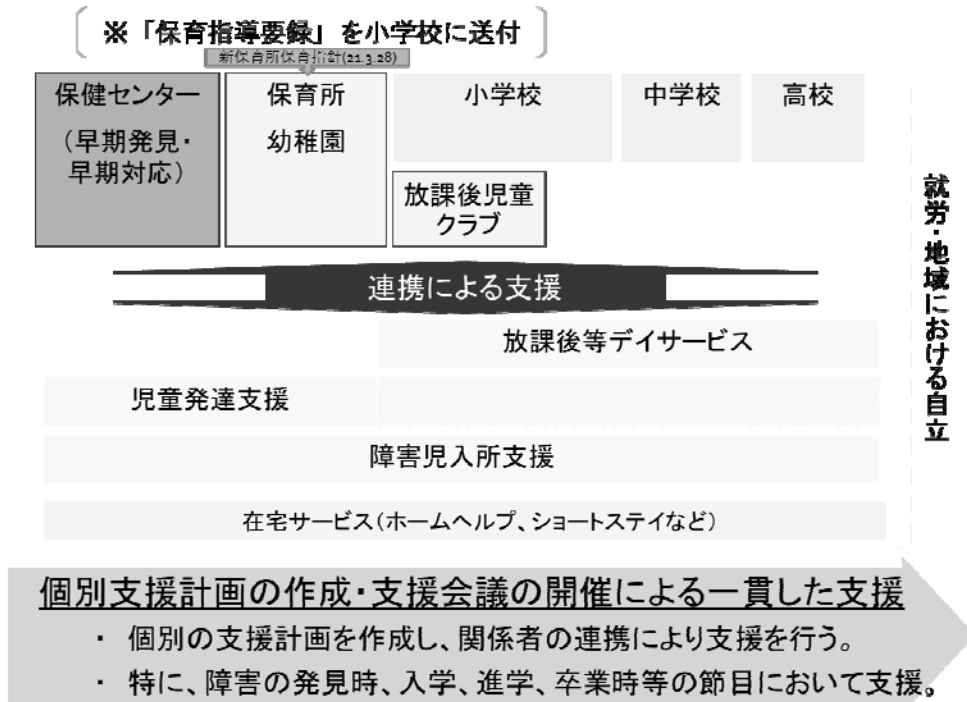 ※「保育指導要録」を小学校に送付
新保育所保育指針(21.3.28)
保健センター
(早期発見・
早期対応)
保育所
幼稚園
小学校
中学校
高校
放課後児童
クラブ
就労・地域における自立
連携による支援
放課後等デイサービス
児童発達支援
障害児入所支援
在宅サービス(ホームヘルプ、ショートステイなど)
個別支援計画の作成・支援会議の開催による一貫した支援
・ 個別の支援計画を作成し、関係者の連携により支援を行う。
・ 特に、障害の発見時、入学、進学、卒業時等の節目において支援。